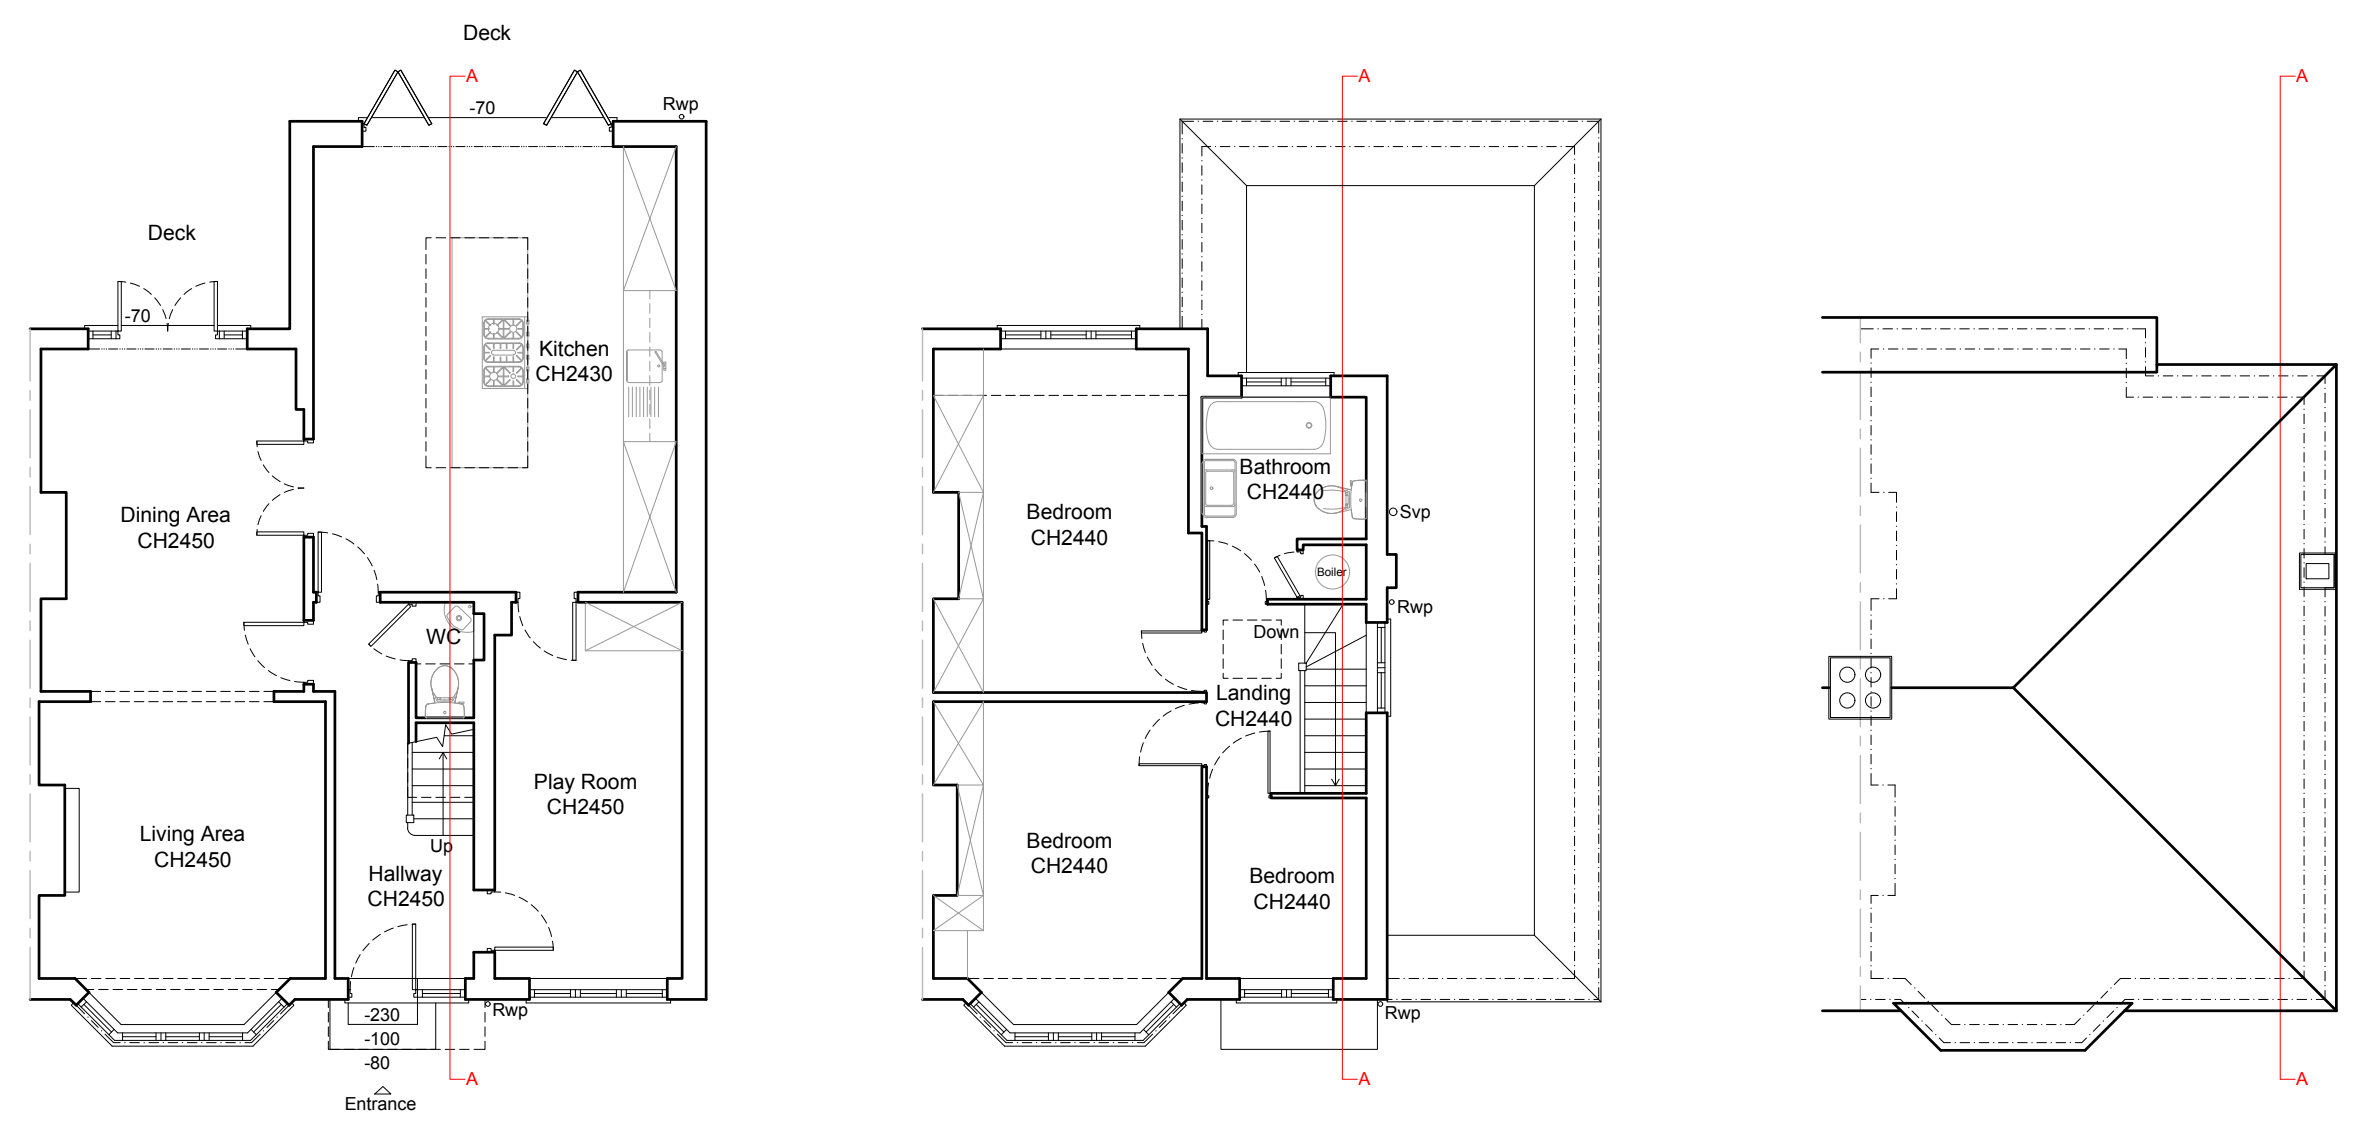 Deck
A
-70
Rwp
Deck
-70
Kitchen
CH2430
Dining Area
CH2450
WC
Play Room
CH2450
Living Area
CH2450
Up
Hallway
CH2450
Rwp
-230
-100
-80
A
Entrance
A
Bathroom
CH2440
Bedroom
CH2440
Svp
Boiler
Rwp
Down
Landing
CH2440
Bedroom
CH2440
Bedroom
CH2440
Rwp
A
A
A